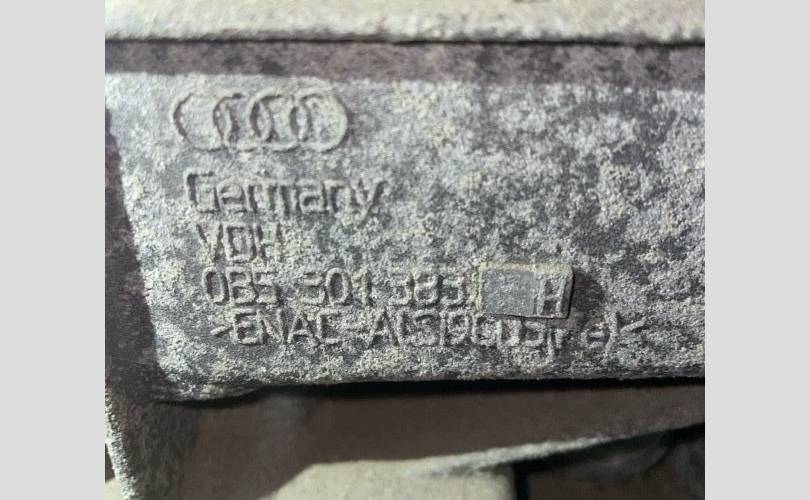 Germany
VDH
0B5 301 383 H
>ENAC-AlSi9Cu3(Fe)<